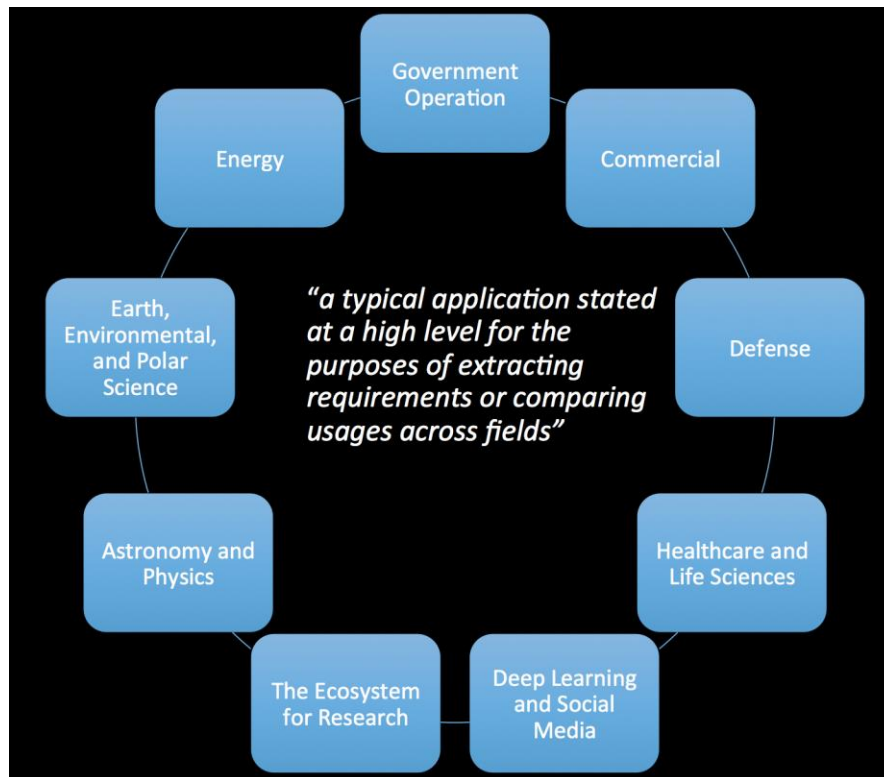 Government
Operation
Commercial
Defense
Healthcare and
Life Sciences
Deep Learning
and Social
Media
The Ecosystem
for Research
Astronomy and
Physics
Earth,
Environmental,
and Polar
Science
Energy
“a typical application stated
at a high level for the
purposes of extracting
requirements or comparing
usages across fields”